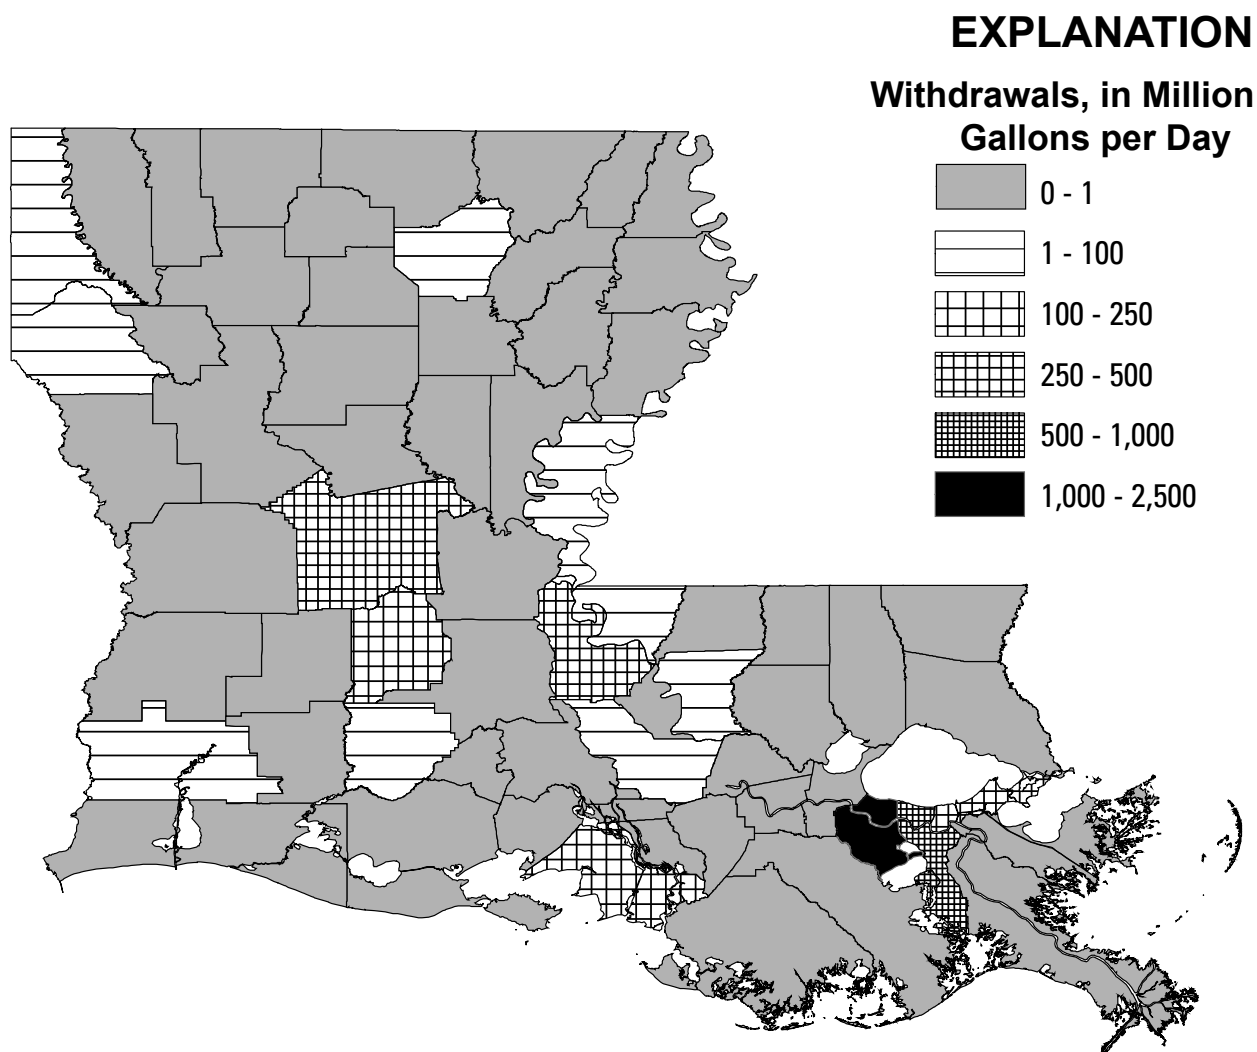 EXPLANATION
Withdrawals, in Million
Gallons per Day
0 - 1
1 - 100
100 - 250
250 - 500
500 - 1,000
1,000 - 2,500